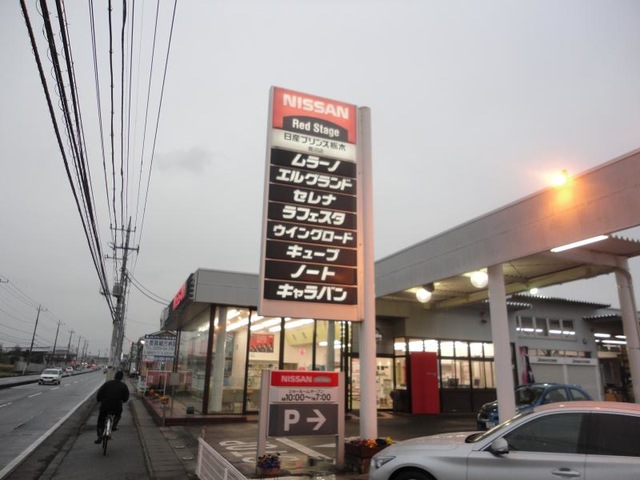 NISSAN
Red Stage
日産プリンス栃木
ムラーノ
エルグランド
セレナ
ラフェスタ
ウイングロード
キューブ
ノート
キャラバン
NISSAN
10:00〜7:00
P→